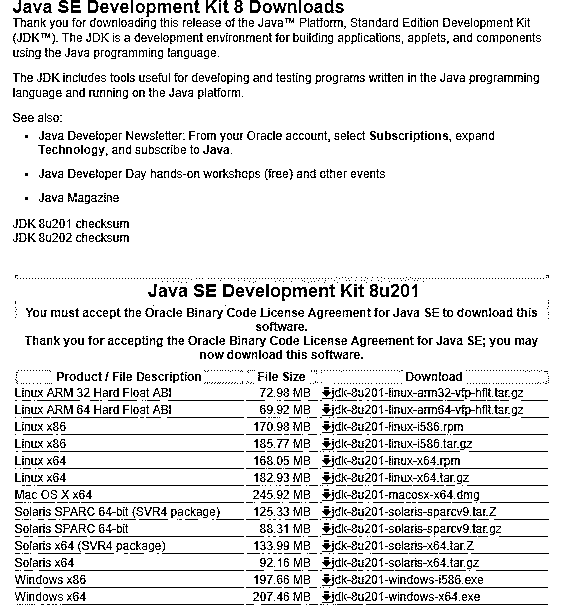 Java SE Development Kit 8 Downloads
Thank you for downloading this release of the Java™ Platform, Standard Edition Development Kit
(JDK™). The JDK is a development environment for building applications, applets, and components
using the Java programming language.
The JDK includes tools useful for developing and testing programs written in the Java programming
language and running on the Java platform.
See also:
• Java Developer Newsletter: From your Oracle account, select Subscriptions, expand
Technology, and subscribe to Java.
• Java Developer Day hands-on workshops (free) and other events
• Java Magazine
JDK 8u201 checksum
JDK 8u202 checksum
Java SE Development Kit 8u201
You must accept the Oracle Binary Code License Agreement for Java SE to download this
software.
Thank you for accepting the Oracle Binary Code License Agreement for Java SE; you may
now download this software.
Product / File Description File Size Download
Linux ARM 32 Hard Float ABI 72.98 MB jdk-8u201-linux-arm32-vfp-hflt.tar.gz
Linux ARM 64 Hard Float ABI 69.92 MB jdk-8u201-linux-arm64-vfp-hflt.tar.gz
Linux x86 170.98 MB jdk-8u201-linux-i586.rpm
Linux x86 185.77 MB jdk-8u201-linux-i586.tar.gz
Linux x64 168.05 MB jdk-8u201-linux-x64.rpm
Linux x64 182.93 MB jdk-8u201-linux-x64.tar.gz
Mac OS X x64 245.92 MB jdk-8u201-macosx-x64.dmg
Solaris SPARC 64-bit (SVR4 package) 125.33 MB jdk-8u201-solaris-sparcv9.tar.Z
Solaris SPARC 64-bit 88.31 MB jdk-8u201-solaris-sparcv9.tar.gz
Solaris x64 (SVR4 package) 133.99 MB jdk-8u201-solaris-x64.tar.Z
Solaris x64 92.16 MB jdk-8u201-solaris-x64.tar.gz
Windows x86 197.66 MB jdk-8u201-windows-i586.exe
Windows x64 207.46 MB jdk-8u201-windows-x64.exe